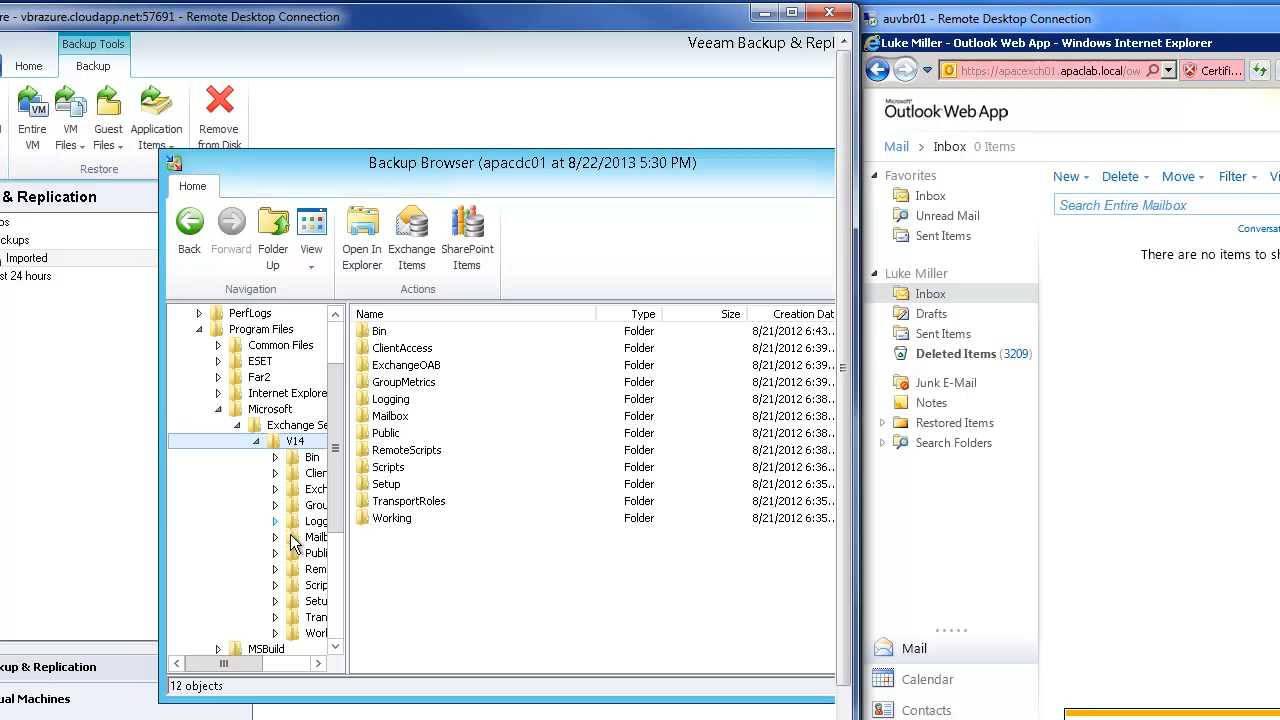 re - vbrazure.cloudapp.net:57001 - Remote Desktop Connection
Backup Tools
Veeam Backup & Repl
Home
Backup
Entire VM
VM Files
Guest Files
Application Items
Remove from Disk
Restore
& Replication
Imported
st 24 hours
kup & Replication
ual Machines
Backup Browser (apacdc01 at 8/22/2013 5:30 PM)
Home
Back
Forward
Folder Up
View
Open In Explorer
Exchange Items
SharePoint Items
Navigation
Actions
PerfLogs
Program Files
Common Files
ESET
Far2
Internet Explore
Microsoft
Exchange Se
V14
Bin
Clien
Exch
Grou
Logg
Mailb
Publi
Rem
Scrip
Setu
Tran
Worl
MSBuild
Name Type Size Creation Dat
Bin Folder 8/21/2012 6:43...
ClientAccess Folder 8/21/2012 6:39...
ExchangeOAB Folder 8/21/2012 6:39...
GroupMetrics Folder 8/21/2012 6:39...
Logging Folder 8/21/2012 6:38...
Mailbox Folder 8/21/2012 6:38...
Public Folder 8/21/2012 6:38...
RemoteScripts Folder 8/21/2012 6:38...
Scripts Folder 8/21/2012 6:36...
Setup Folder 8/21/2012 6:35...
TransportRoles Folder 8/21/2012 6:35...
Working Folder 8/21/2012 6:35...
12 objects
auvbr01 - Remote Desktop Connection
Luke Miller - Outlook Web App - Windows Internet Explorer
https://apacexch01.apaclab.local/ow
Certifi...
Microsoft
Outlook Web App
Mail > Inbox 0 Items
Favorites
Inbox
Unread Mail
Sent Items
Luke Miller
Inbox
Drafts
Sent Items
Deleted Items (3209)
Junk E-Mail
Notes
Restored Items
Search Folders
New Delete Move Filter Vi
Search Entire Mailbox
Conversat
There are no items to sh
Mail
Calendar
Contacts